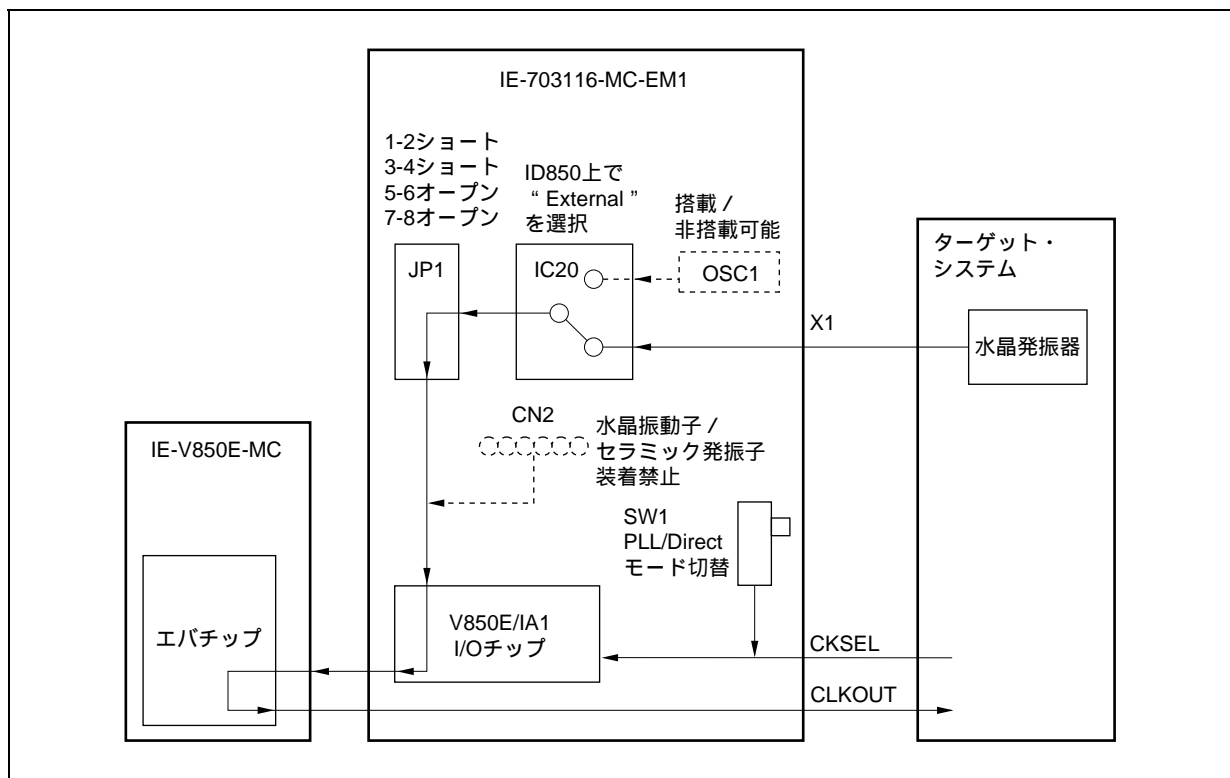 IE-703116-MC-EM1
1-2ショート
3-4ショート
5-6オープン
7-8オープン
ID850上で
“ External ”
を選択
搭載 /
非搭載可能
JP1
IC20
OSC1
ターゲット・
システム
X1
水晶発振器
CN2
水晶振動子 /
セラミック発振子
装着禁止
IE-V850E-MC
SW1
PLL/Direct
モード切替
エバチップ
V850E/IA1
I/Oチップ
CKSEL
CLKOUT